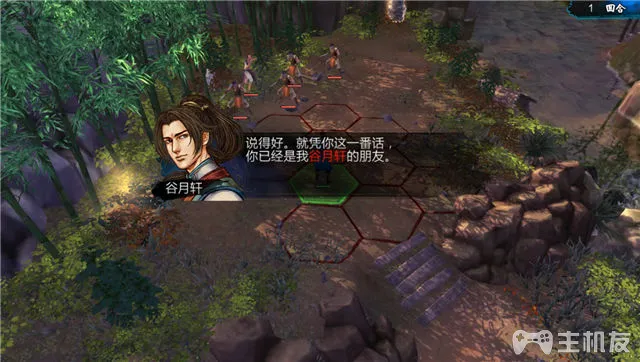 1 回合
说得好。就凭你这一番话，
你已经是我谷月轩的朋友。
谷月轩
主机友